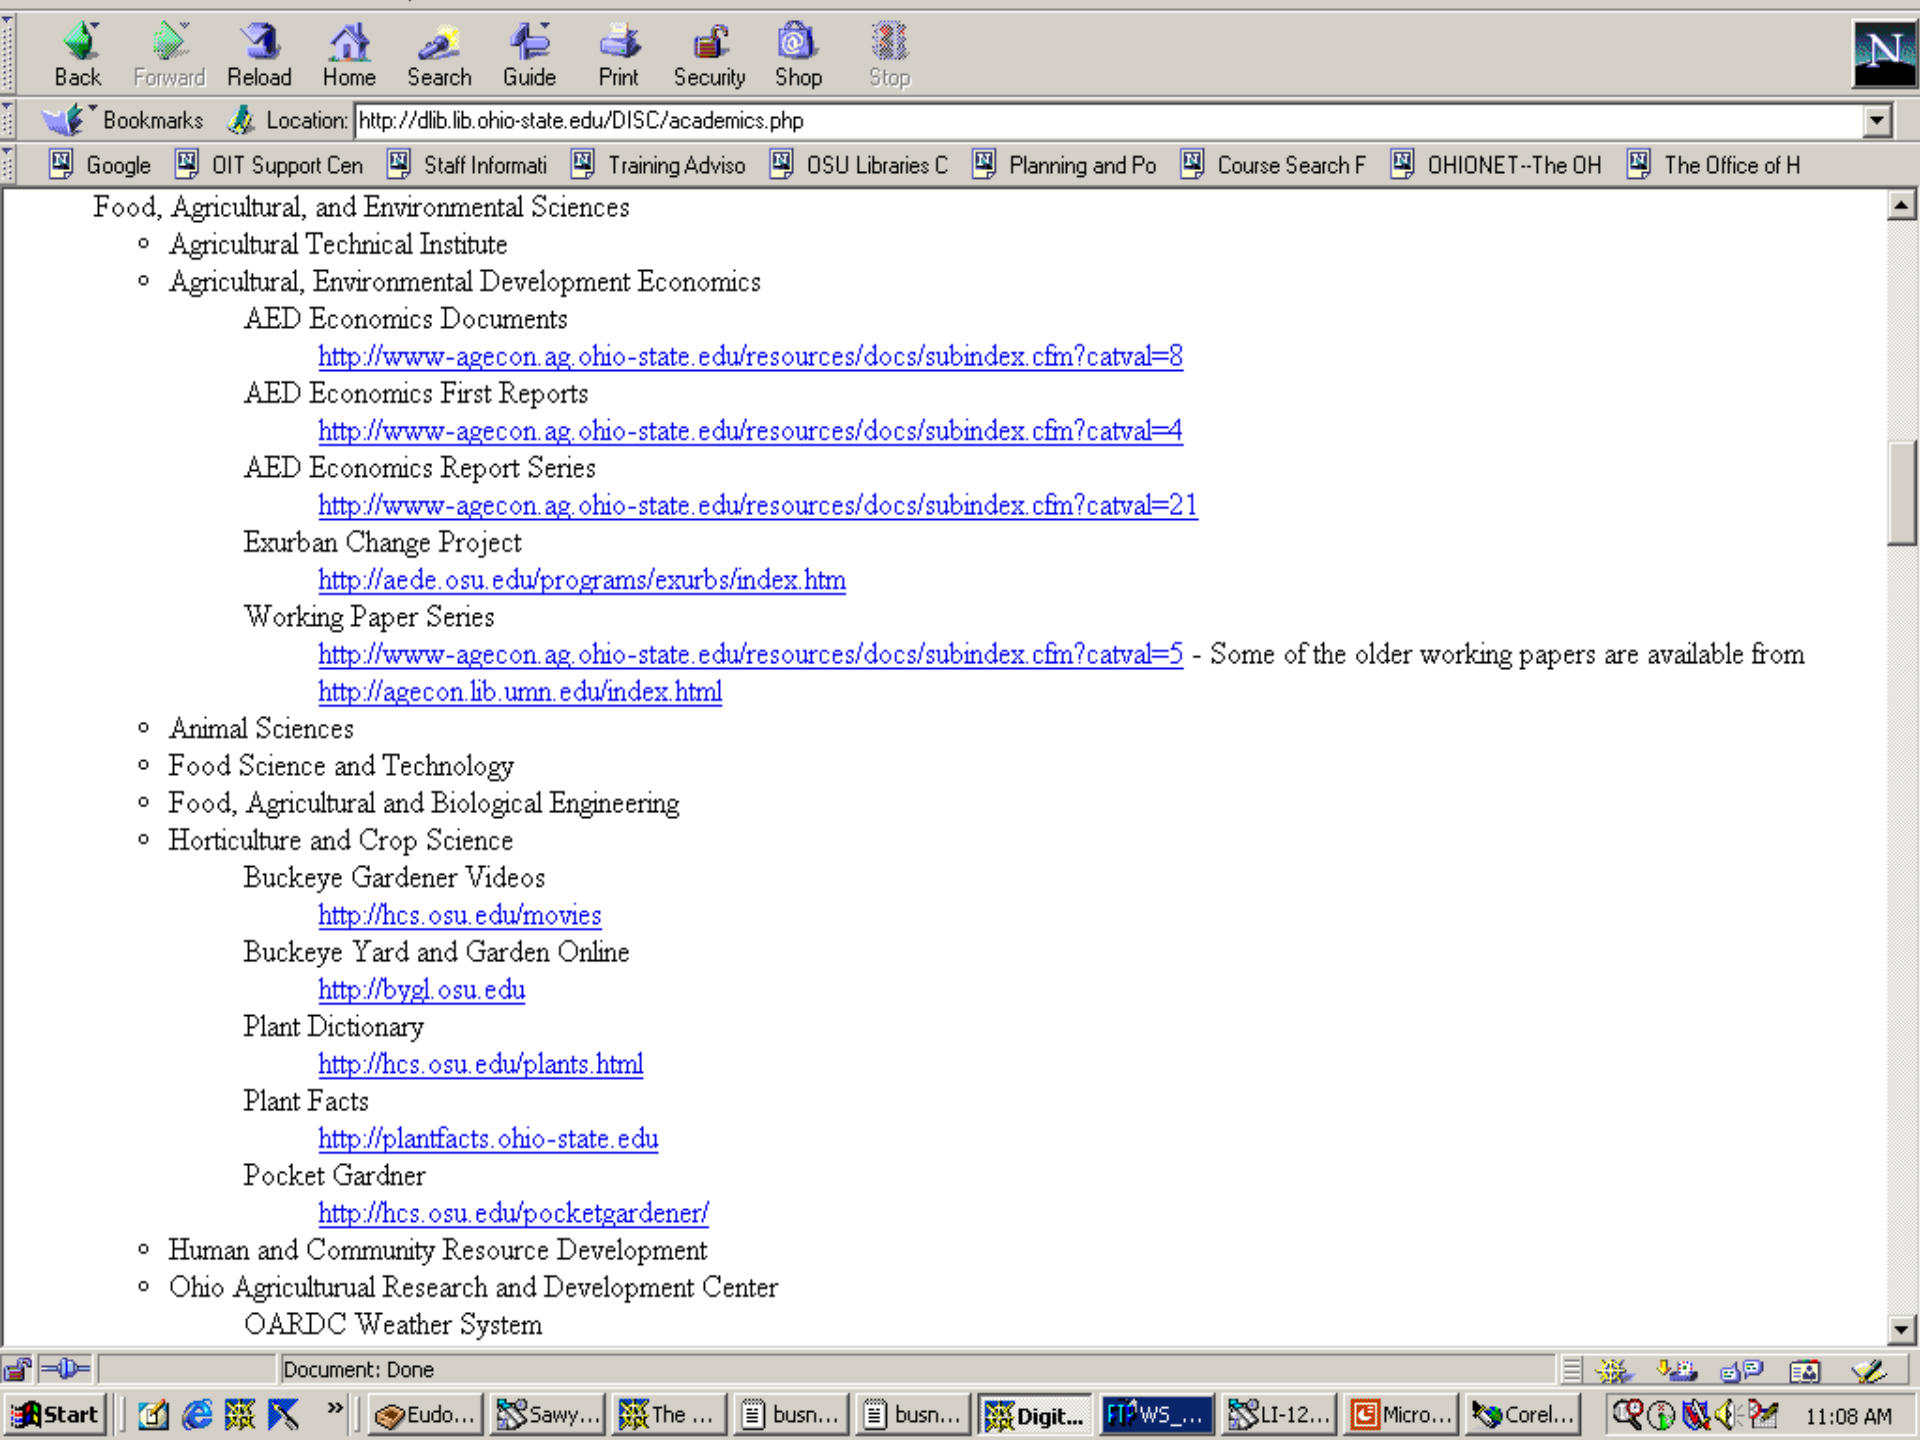 Back Forward Reload Home Search Guide Print Security Shop Stop
N
Bookmarks Location: http://dlib.lib.ohio-state.edu/DISC/academics.php
Google OIT Support Cen Staff Informati Training Adviso OSU Libraries C Planning and Po Course Search F OHIONET--The OH The Office of H
Food, Agricultural, and Environmental Sciences
Agricultural Technical Institute
Agricultural, Environmental Development Economics
AED Economics Documents
http://www-agecon.ag.ohio-state.edu/resources/docs/subindex.cfm?catval=8
AED Economics First Reports
http://www-agecon.ag.ohio-state.edu/resources/docs/subindex.cfm?catval=4
AED Economics Report Series
http://www-agecon.ag.ohio-state.edu/resources/docs/subindex.cfm?catval=21
Exurban Change Project
http://aede.osu.edu/programs/exurbs/index.htm
Working Paper Series
http://www-agecon.ag.ohio-state.edu/resources/docs/subindex.cfm?catval=5 - Some of the older working papers are available from
http://agecon.lib.umn.edu/index.html
Animal Sciences
Food Science and Technology
Food, Agricultural and Biological Engineering
Horticulture and Crop Science
Buckeye Gardener Videos
http://hcs.osu.edu/movies
Buckeye Yard and Garden Online
http://bygl.osu.edu
Plant Dictionary
http://hcs.osu.edu/plants.html
Plant Facts
http://plantfacts.ohio-state.edu
Pocket Gardner
http://hcs.osu.edu/pocketgardener/
Human and Community Resource Development
Ohio Agriculturual Research and Development Center
OARDC Weather System
Document: Done
Start » Eudo... Sawy... The ... busn... busn... Digit... WS_... LI-12... Micro... Corel... 11:08 AM